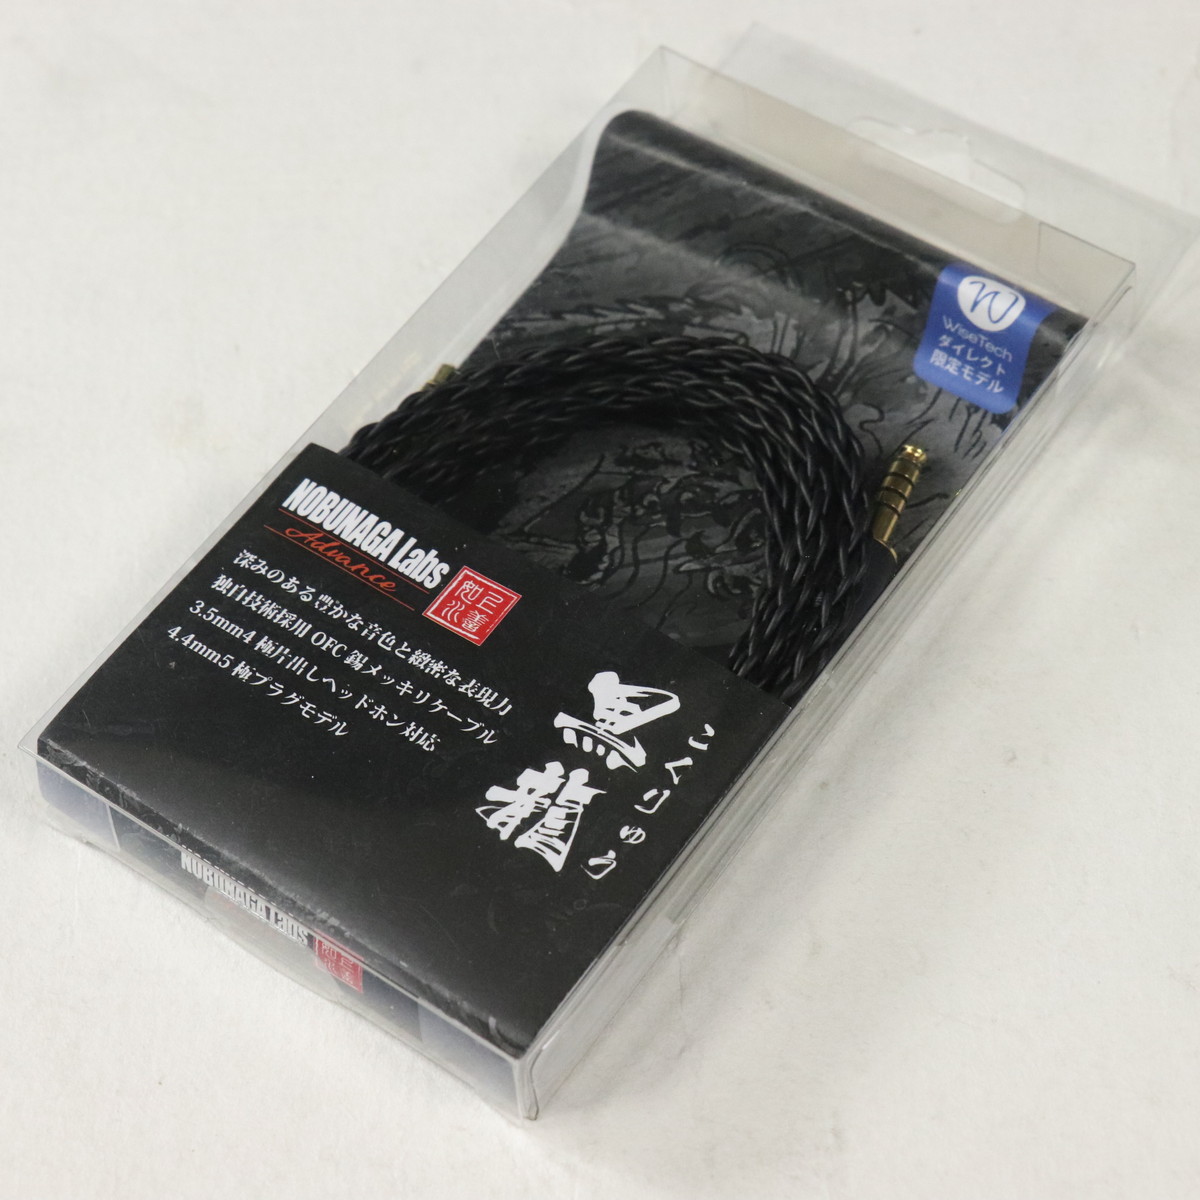 W
WiseTech
ダイレクト
限定モデル
NOBUNAGA Labs
Advance
深みのある豊かな音色と緻密な表現力
独自技術採用 OFC 錫メッキリケーブル
3.5mm4 極片出しヘッドホン対応
4.4mm5 極プラグモデル
黒龍
こくりゅう
NOBUNAGA Labs